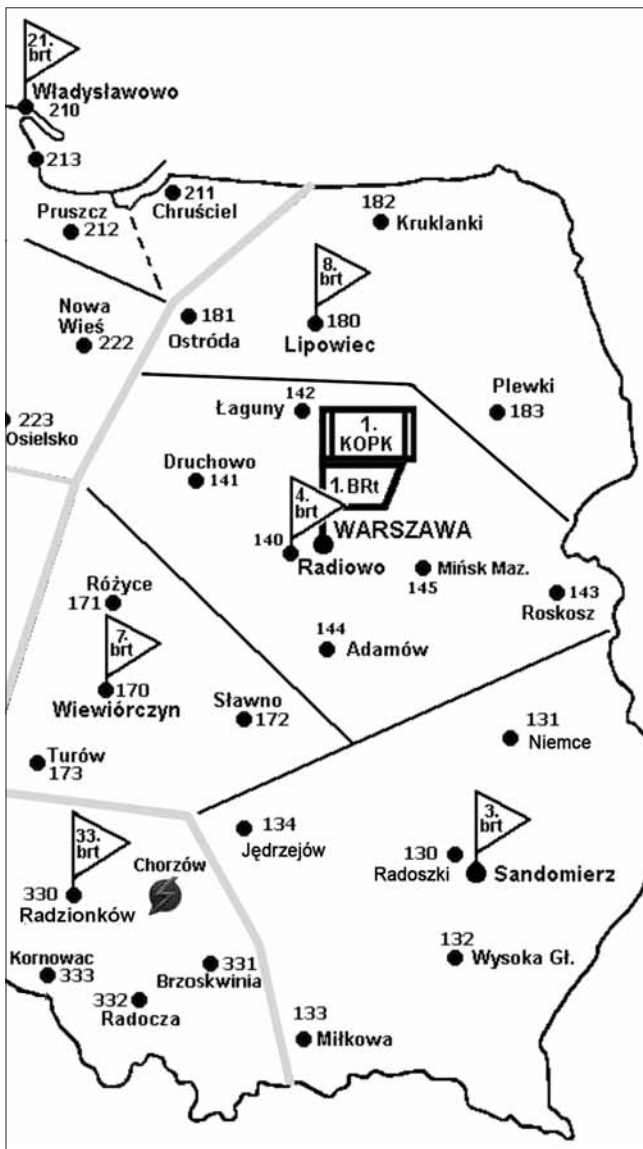 21.
brt
Władysławowo
210
213
211
Chruściel
Pruszcz
212
182
Kruklanki
8.
brt
Nowa
Wieś
222
181
Ostróda
180
Lipowiec
142
Łaguny
Plewki
183
223
Osielsko
1.
KOPK
Druchowo
141
4.
brt
1.BRt
WARSZAWA
140
Radiowo
Mińsk Maz.
145
143
Roskosz
Różyce
171
7.
brt
144
Adamów
170
Wiewiórczyn
Sławno
172
131
Niemce
Turów
173
33.
brt
134
Jędrzejów
3.
brt
130
Radoszki
Sandomierz
Chorzów
330
Radzionków
132
Wysoka Gł.
Kornowac
333
331
Brzoskwinia
332
Radocza
133
Miłkowa